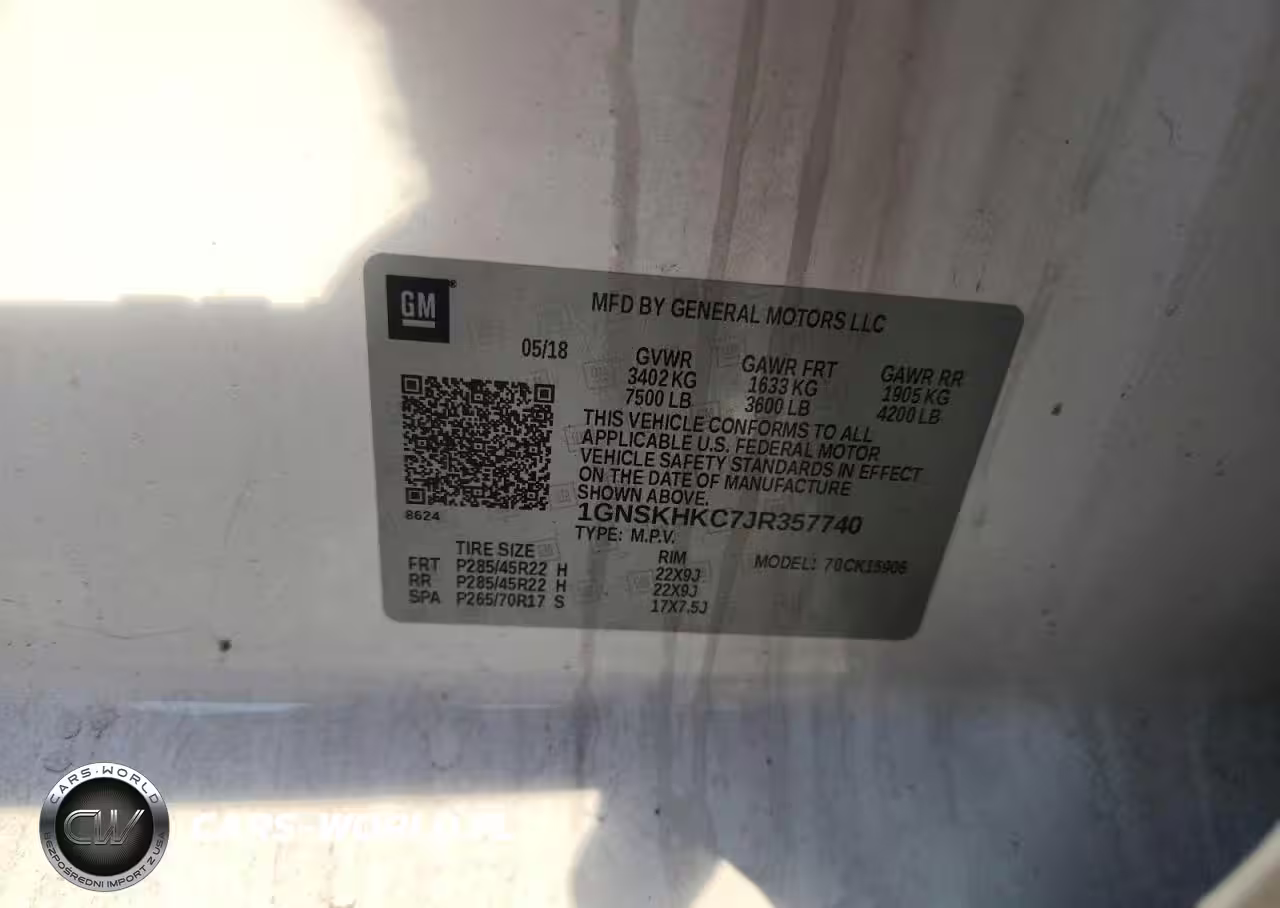 GM
MFD BY GENERAL MOTORS LLC
05/18
GVWR GAWR FRT GAWR RR
3402 KG 1633 KG 1905 KG
7500 LB 3600 LB 4200 LB
THIS VEHICLE CONFORMS TO ALL
APPLICABLE U.S. FEDERAL MOTOR
VEHICLE SAFETY STANDARDS IN EFFECT
ON THE DATE OF MANUFACTURE
SHOWN ABOVE.
8624
1GNSKHKC7JR357740
TYPE: M.P.V.
MODEL: 70CK15906
TIRE SIZE RIM
FRT P285/45R22 H 22X9J
RR P285/45R22 H 22X9J
SPA P265/70R17 S 17X7.5J
CARS-WORLD
CW
BEZPOŚREDNI IMPORT Z USA
CARS-WORLD.PL